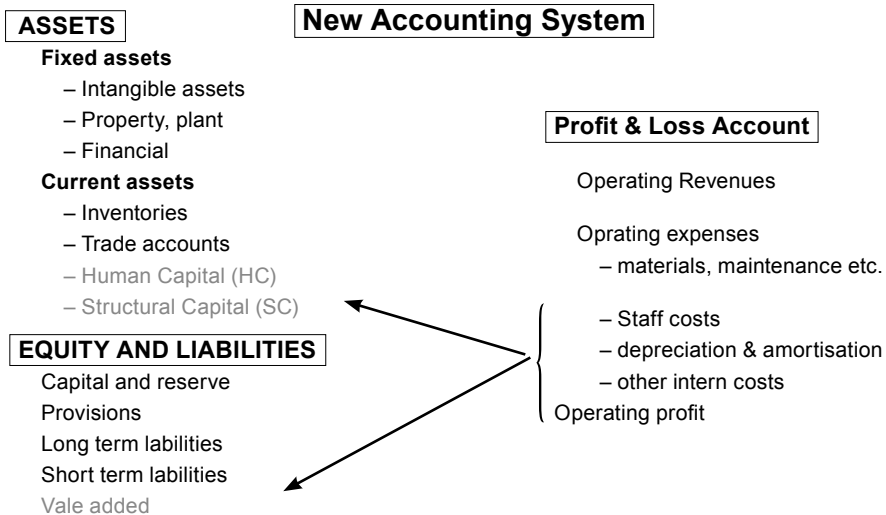 New Accounting System
ASSETS
Fixed assets
– Intangible assets
– Property, plant
– Financial
Current assets
– Inventories
– Trade accounts
– Human Capital (HC)
– Structural Capital (SC)
EQUITY AND LIABILITIES
Capital and reserve
Provisions
Long term labilities
Short term labilities
Vale added
Profit & Loss Account
Operating Revenues
Oprating expenses
– materials, maintenance etc.
– Staff costs
– depreciation & amortisation
– other intern costs
Operating profit